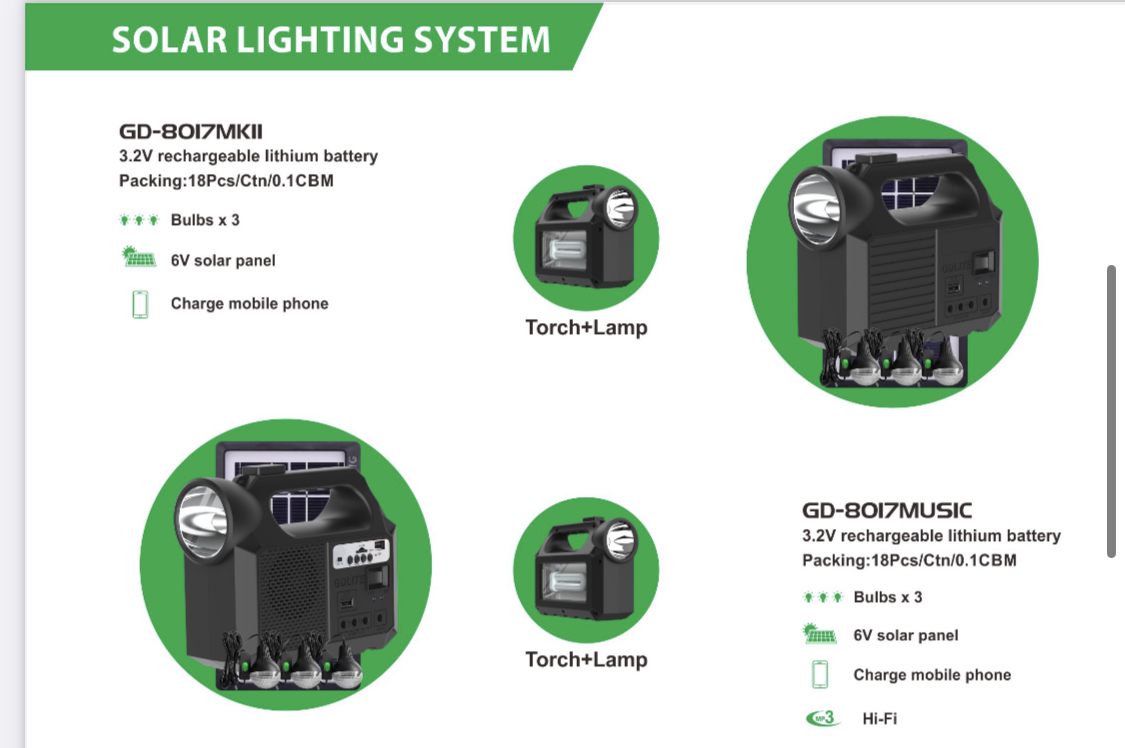 SOLAR LIGHTING SYSTEM
GD-8017MKII
3.2V rechargeable lithium battery
Packing:18Pcs/Ctn/0.1CBM
Bulbs x 3
6V solar panel
Charge mobile phone
Torch+Lamp
GDLITE
GDLITE
Torch+Lamp
GD-8017MUSIC
3.2V rechargeable lithium battery
Packing:18Pcs/Ctn/0.1CBM
Bulbs x 3
6V solar panel
Charge mobile phone
MP3
Hi-Fi